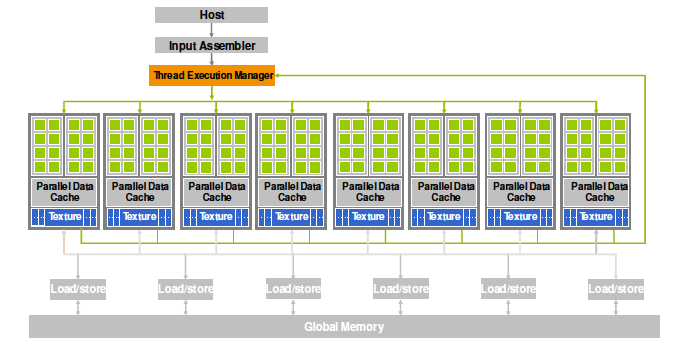 Host
Input Assembler
Thread Execution Manager
Parallel Data Cache
Texture
Parallel Data Cache
Texture
Parallel Data Cache
Texture
Parallel Data Cache
Texture
Parallel Data Cache
Texture
Parallel Data Cache
Texture
Parallel Data Cache
Texture
Parallel Data Cache
Texture
Load/store
Load/store
Load/store
Load/store
Load/store
Load/store
Global Memory